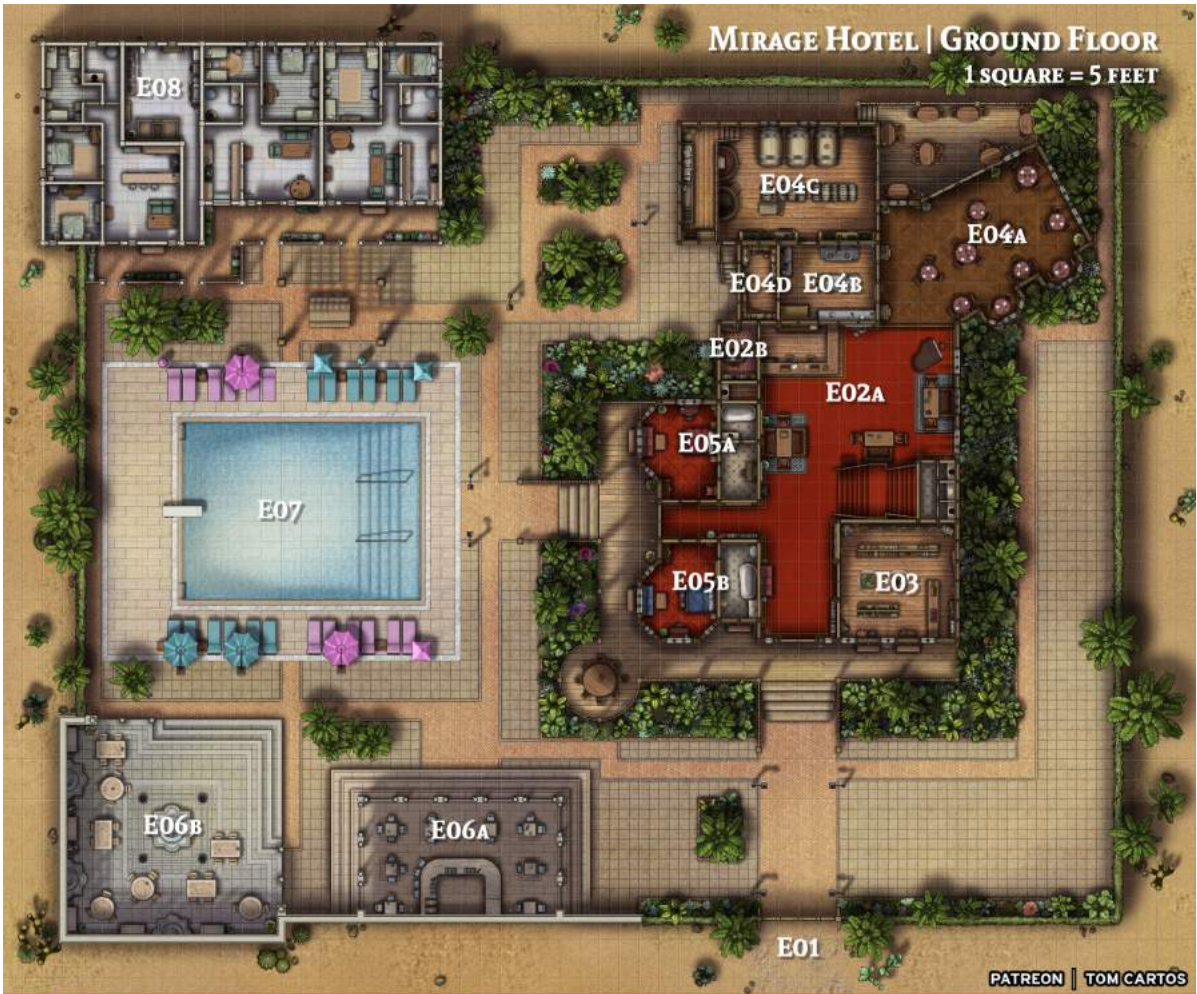 MIRAGE HOTEL | GROUND FLOOR
1 SQUARE = 5 FEET
E08
E04C
E04A
E04D
E04B
E02B
E02A
E05A
E07
E05B
E03
E06B
E06A
E01
PATREON | TOM CARTOS